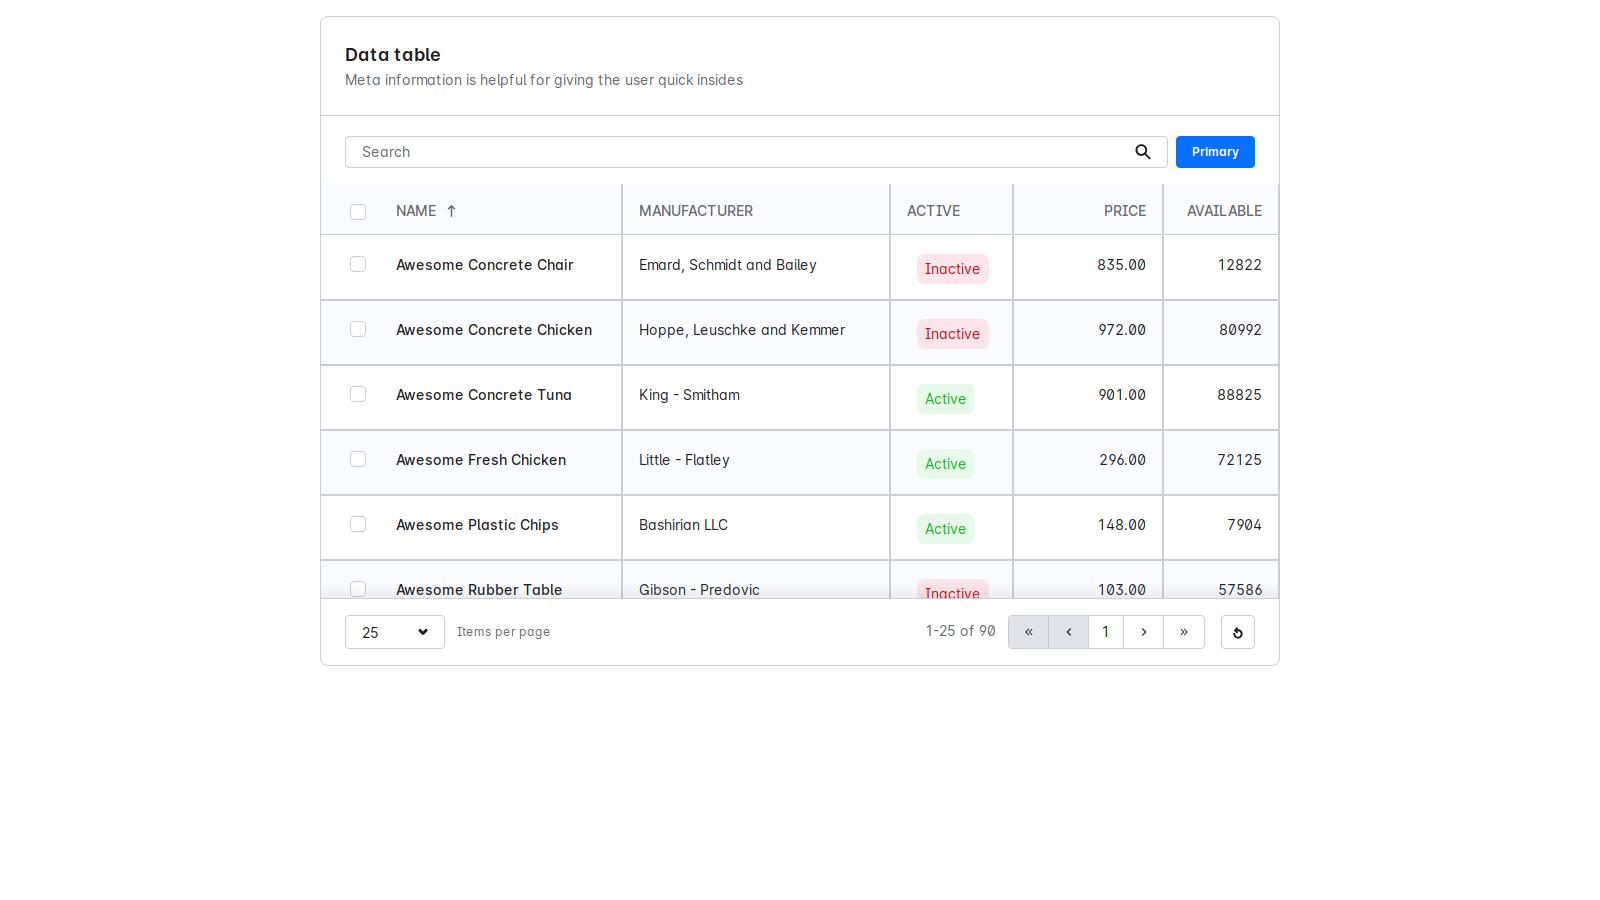 Data table
Meta information is helpful for giving the user quick insides
Search
Primary
NAME MANUFACTURER ACTIVE PRICE AVAILABLE
Awesome Concrete Chair Emard, Schmidt and Bailey Inactive 835.00 12822
Awesome Concrete Chicken Hoppe, Leuschke and Kemmer Inactive 972.00 80992
Awesome Concrete Tuna King - Smitham Active 901.00 88825
Awesome Fresh Chicken Little - Flatley Active 296.00 72125
Awesome Plastic Chips Bashirian LLC Active 148.00 7904
Awesome Rubber Table Gibson - Predovic Inactive 103.00 57586
25 Items per page 1-25 of 90 « ‹ 1 › »